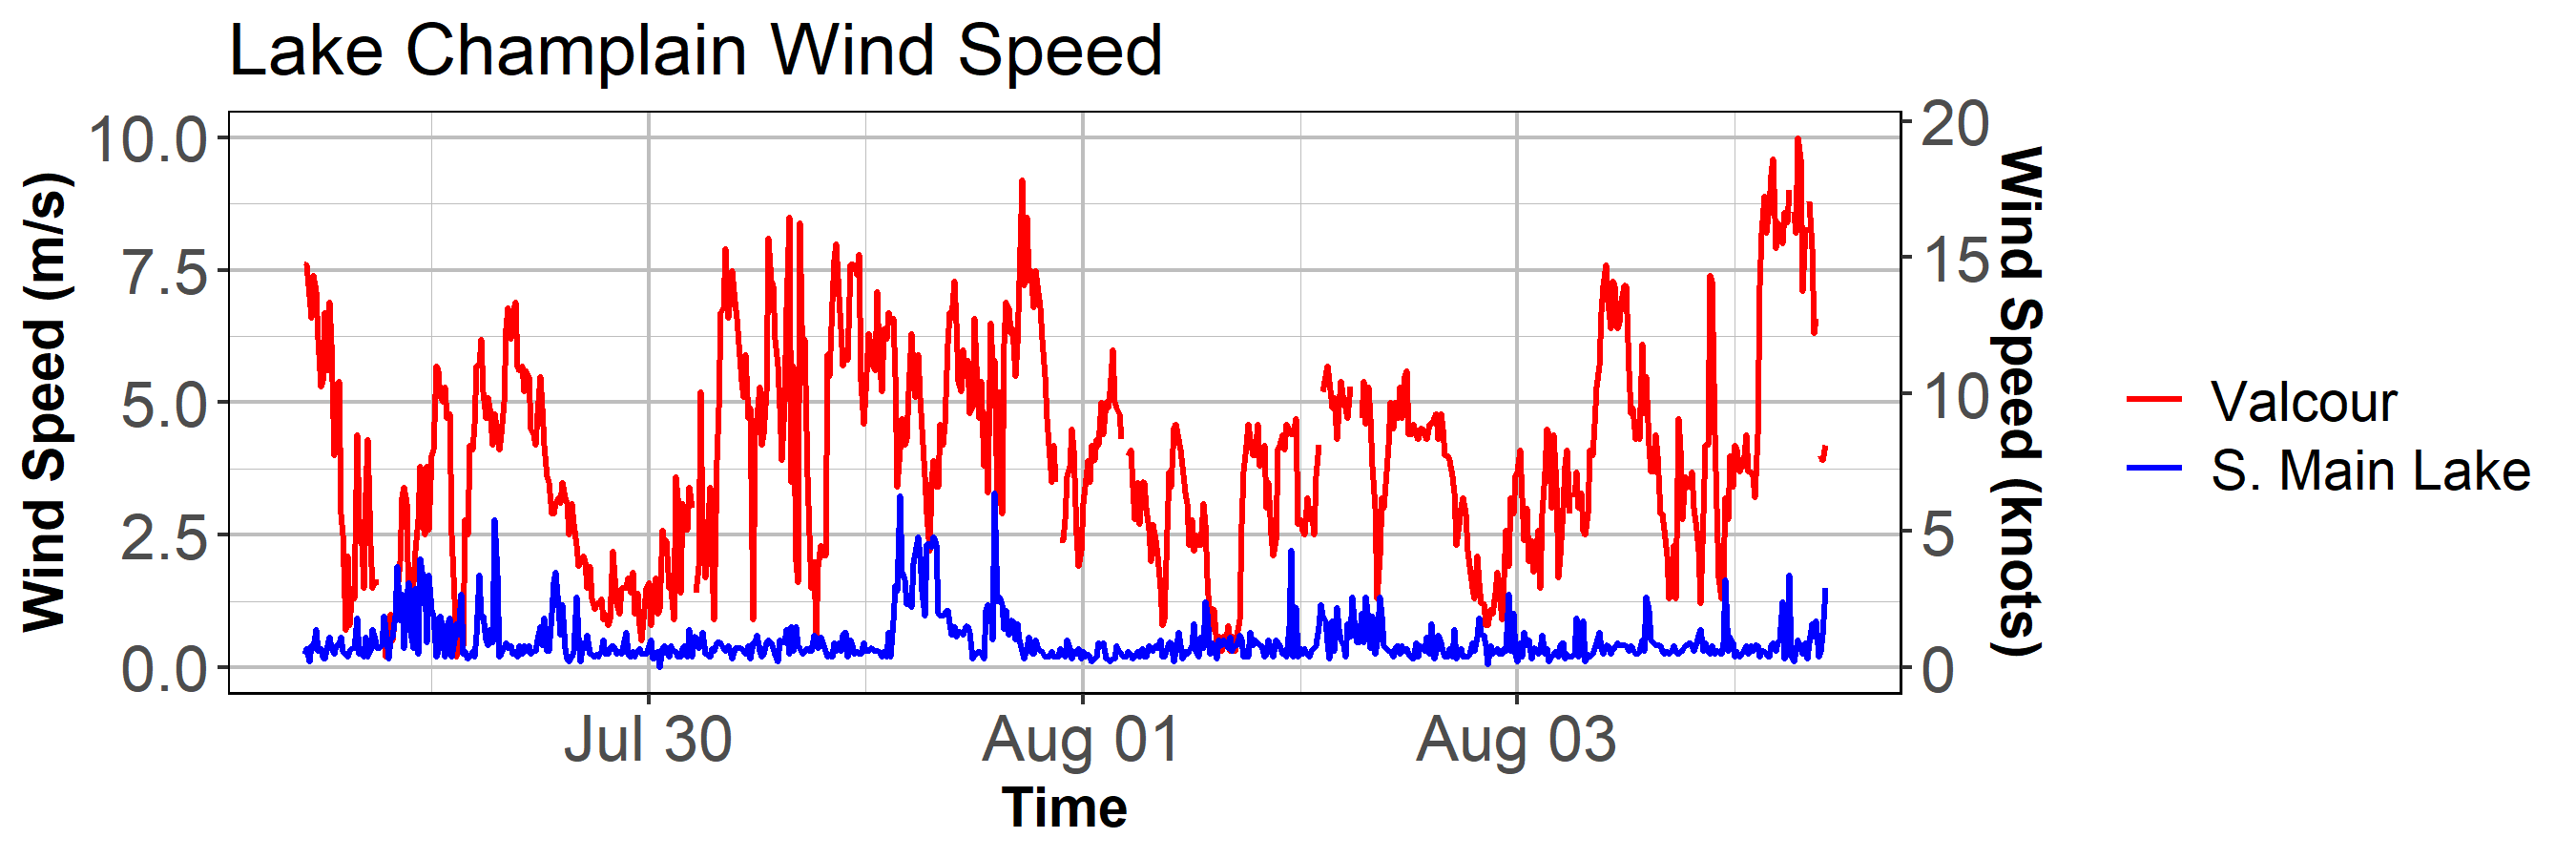 Lake Champlain Wind Speed
Wind Speed (m/s)
10.0
7.5
5.0
2.5
0.0
20
15
10
5
0
Wind Speed (knots)
Jul 30
Aug 01
Aug 03
Time
Valcour
S. Main Lake